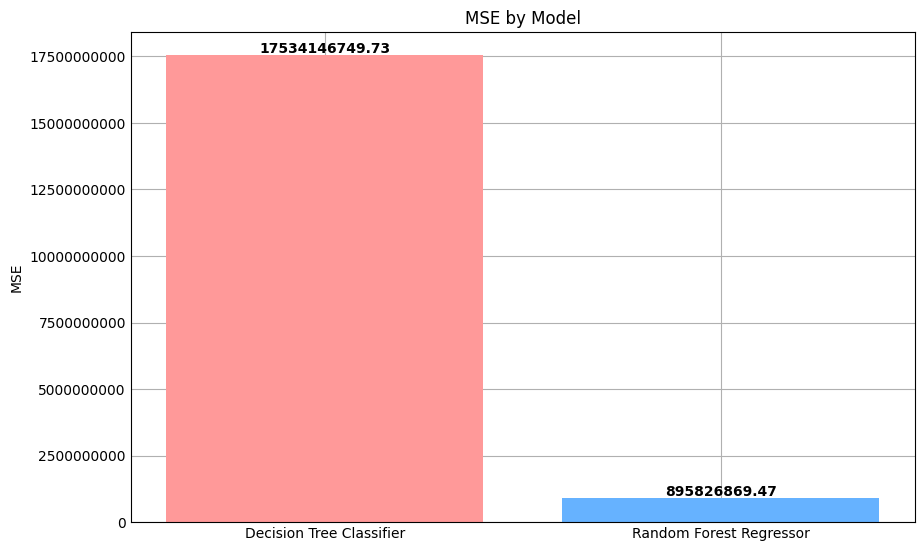 MSE by Model
17534146749.73
17500000000
15000000000
12500000000
10000000000
MSE
7500000000
5000000000
2500000000
895826869.47
0
Decision Tree Classifier
Random Forest Regressor